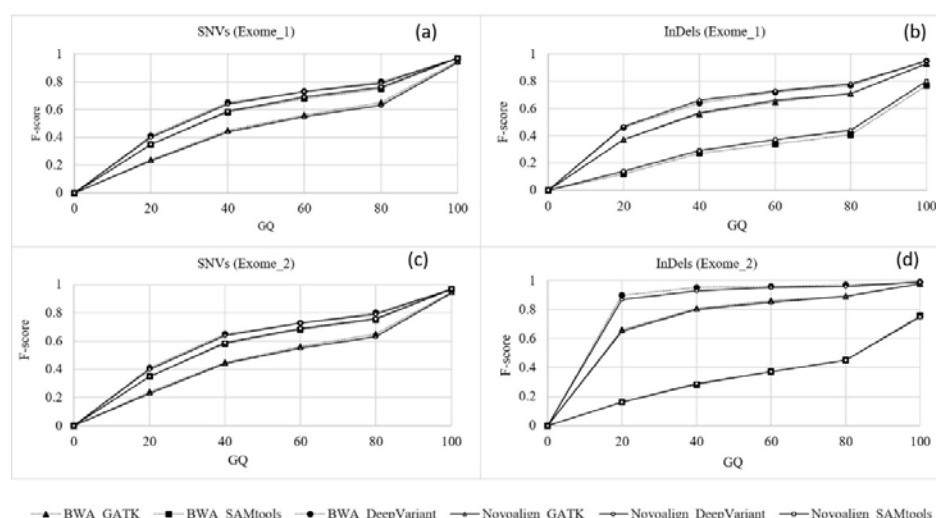 SNVs (Exome_1)
(a)
1
0.8
0.6
0.4
0.2
0
F-score
0 20 40 60 80 100
GQ
InDels (Exome_1)
(b)
1
0.8
0.6
0.4
0.2
0
F-score
0 20 40 60 80 100
GQ
SNVs (Exome_2)
(c)
1
0.8
0.6
0.4
0.2
0
F-score
0 20 40 60 80 100
GQ
InDels (Exome_2)
(d)
1
0.8
0.6
0.4
0.2
0
F-score
0 20 40 60 80 100
GQ
BWA_GATK BWA_SAMtools BWA_DeepVariant Novoalign_GATK Novoalign_DeepVariant Novoalign_SAMtools